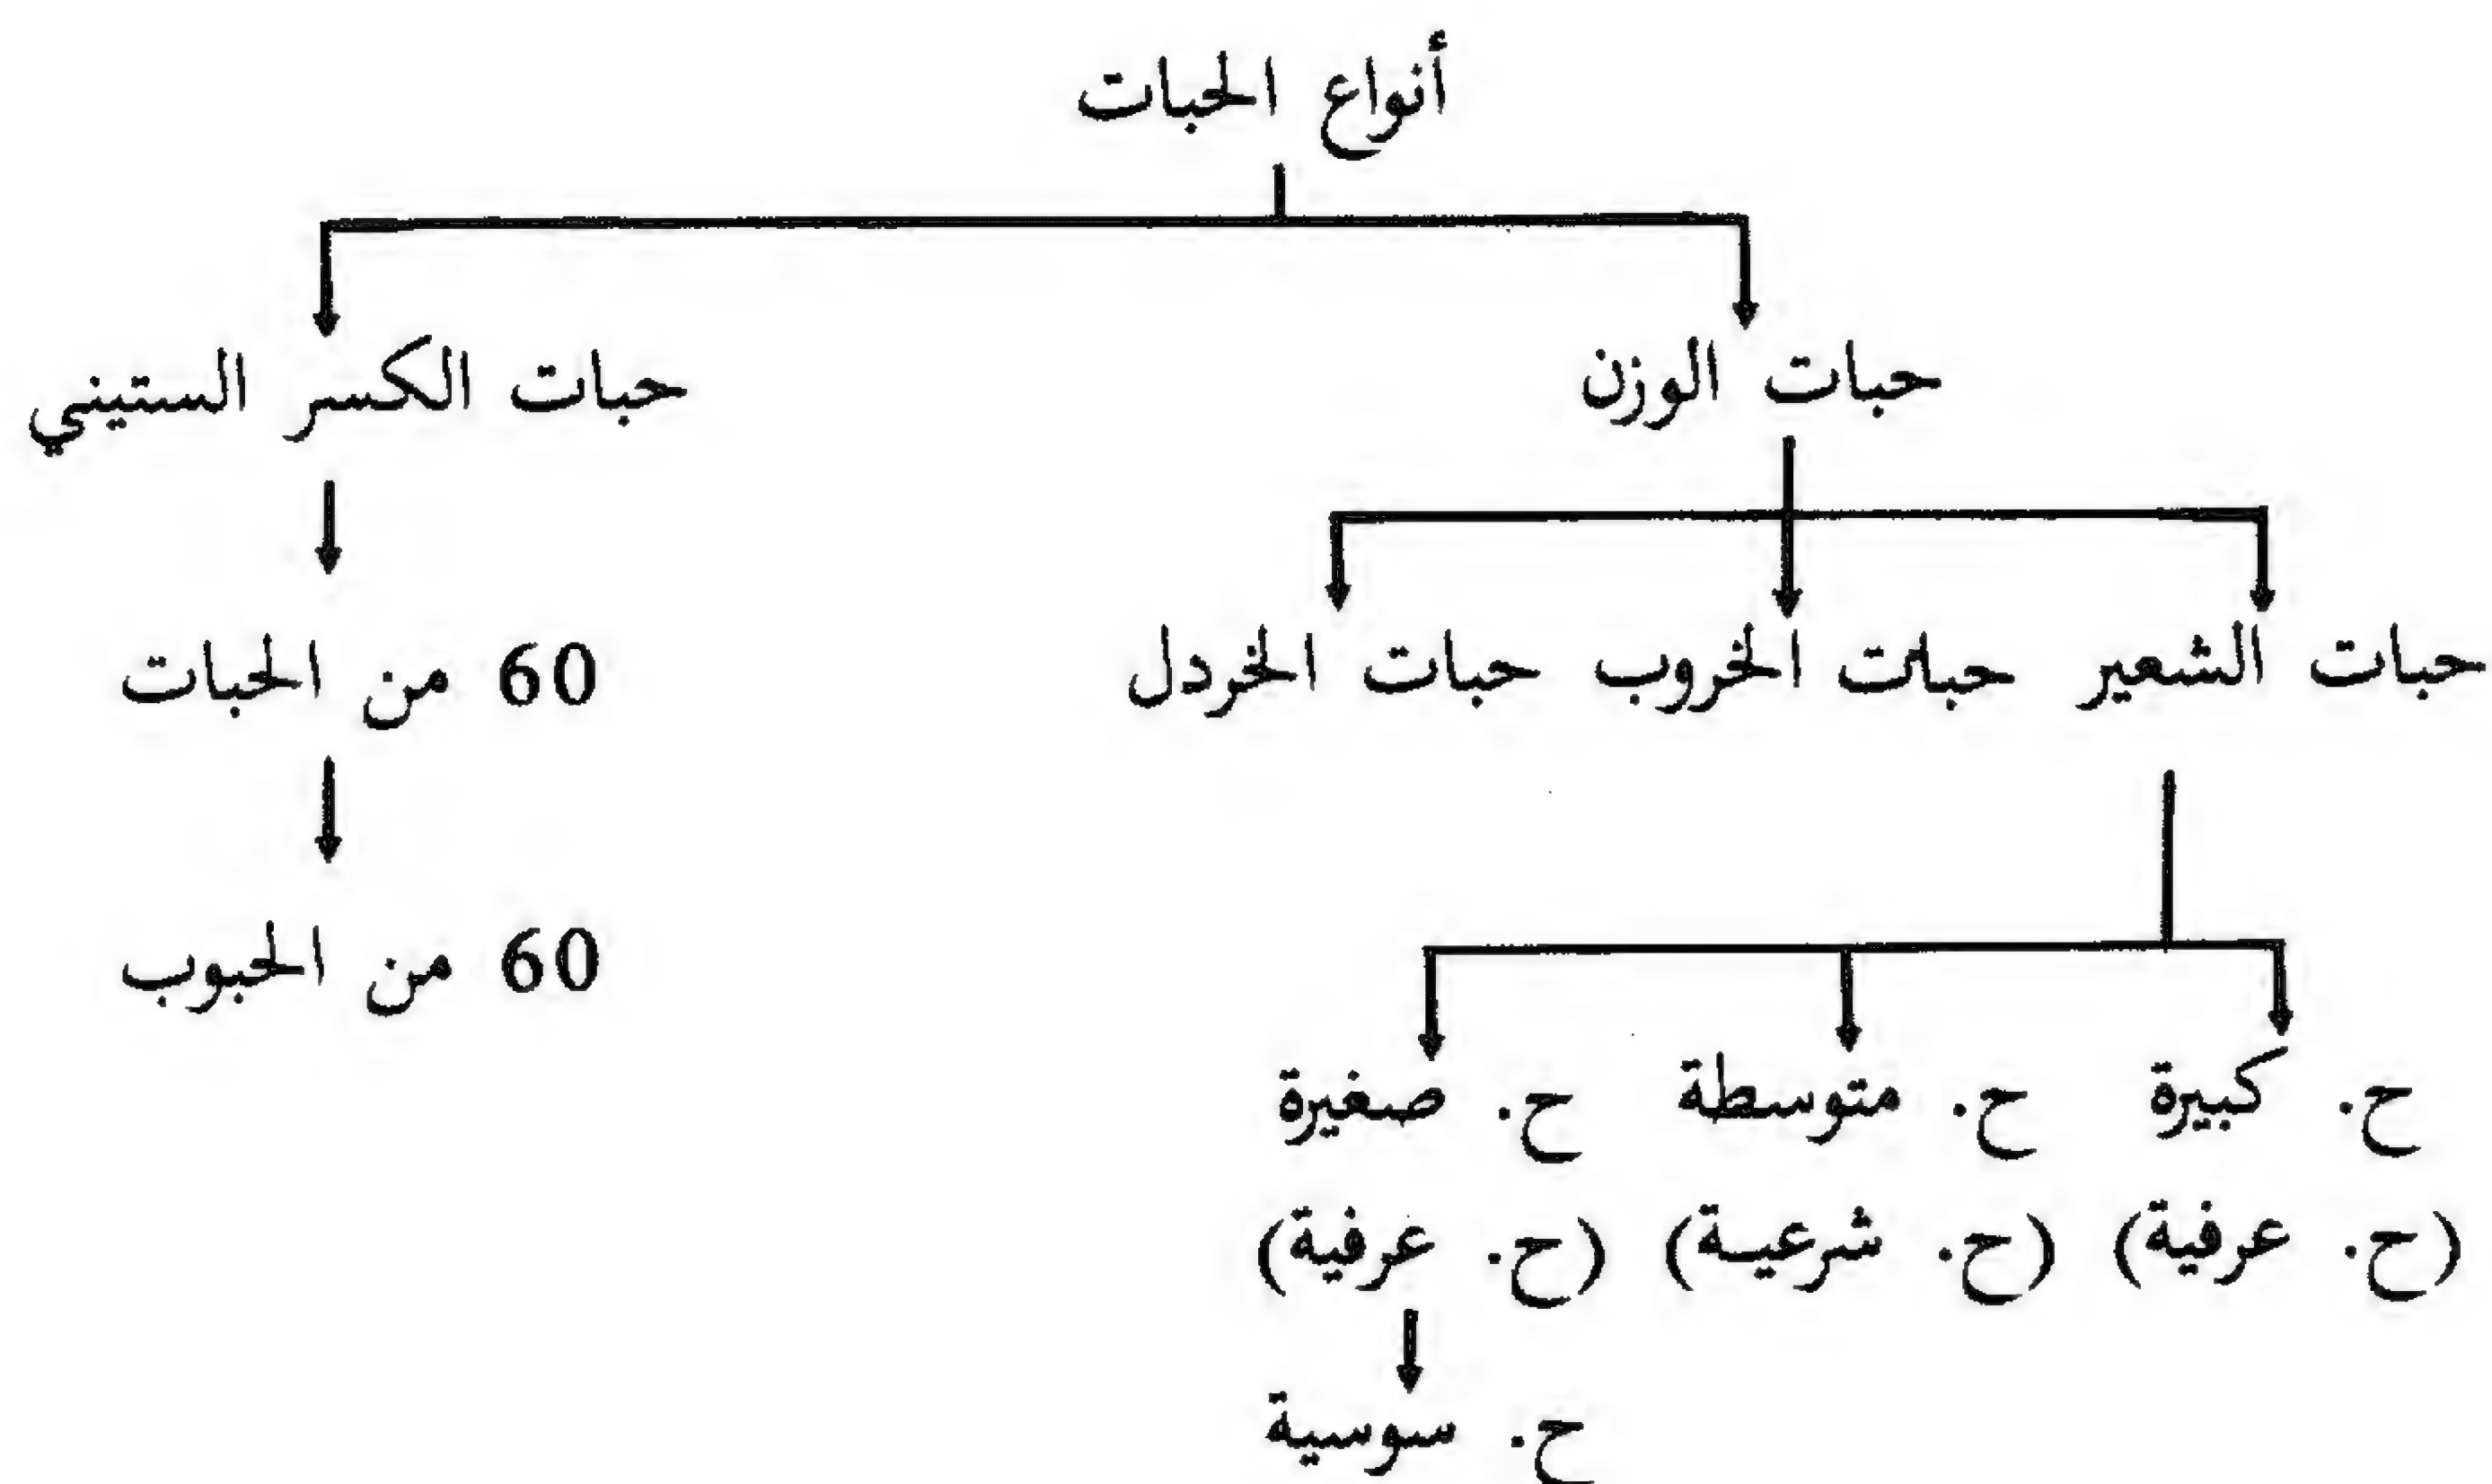 أنواع الحبات
حبات الوزن
حبات الكسر الستيني
حبات الشعير حبات الخروب حبات الخردل
60 من الحبات
60 من الحبوب
ح. كبيرة ح. متوسطة ح. صغيرة
(ح. عرفية) (ح. شرعية) (ح. عرفية)
ح. سوسية